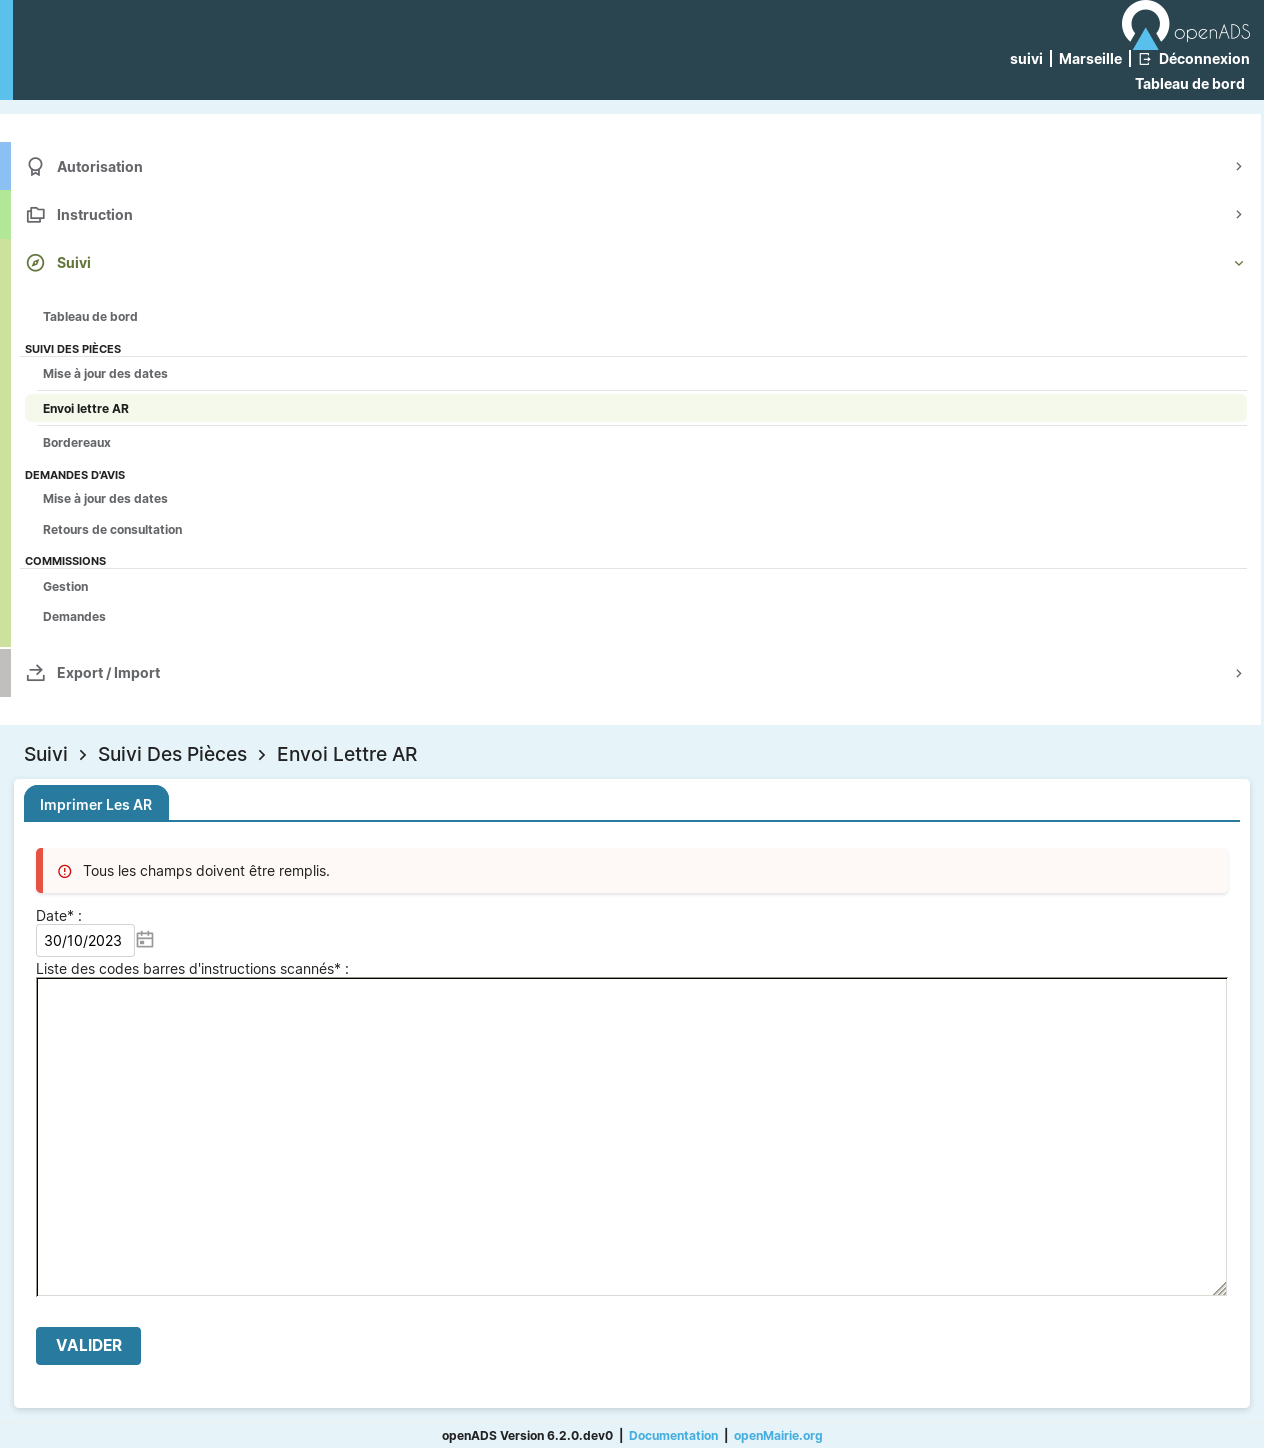 openADS
suivi | Marseille | Déconnexion
Tableau de bord
Autorisation
Instruction
Suivi
Tableau de bord
SUIVI DES PIÈCES
Mise à jour des dates
Envoi lettre AR
Bordereaux
DEMANDES D'AVIS
Mise à jour des dates
Retours de consultation
COMMISSIONS
Gestion
Demandes
Export / Import
Suivi > Suivi Des Pièces > Envoi Lettre AR
Imprimer Les AR
Tous les champs doivent être remplis.
Date* :
30/10/2023
Liste des codes barres d'instructions scannés* :
VALIDER
openADS Version 6.2.0.dev0 | Documentation | openMairie.org